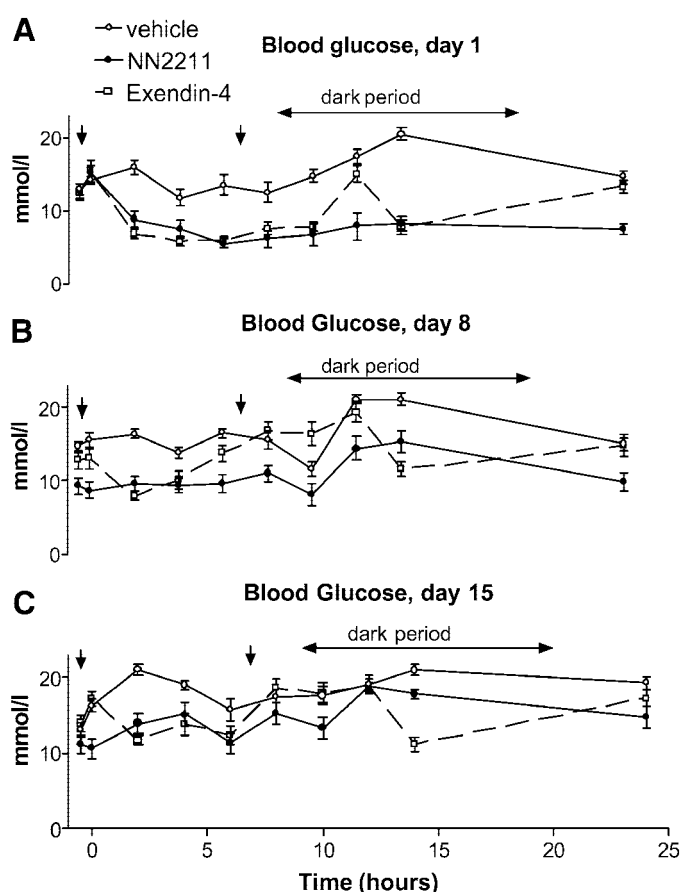 A
vehicle
NN2211
Exendin-4
Blood glucose, day 1
dark period
mmol/l
20
10
0
B
Blood Glucose, day 8
dark period
mmol/l
20
10
0
C
Blood Glucose, day 15
dark period
mmol/l
20
10
0
0 5 10 15 20 25
Time (hours)